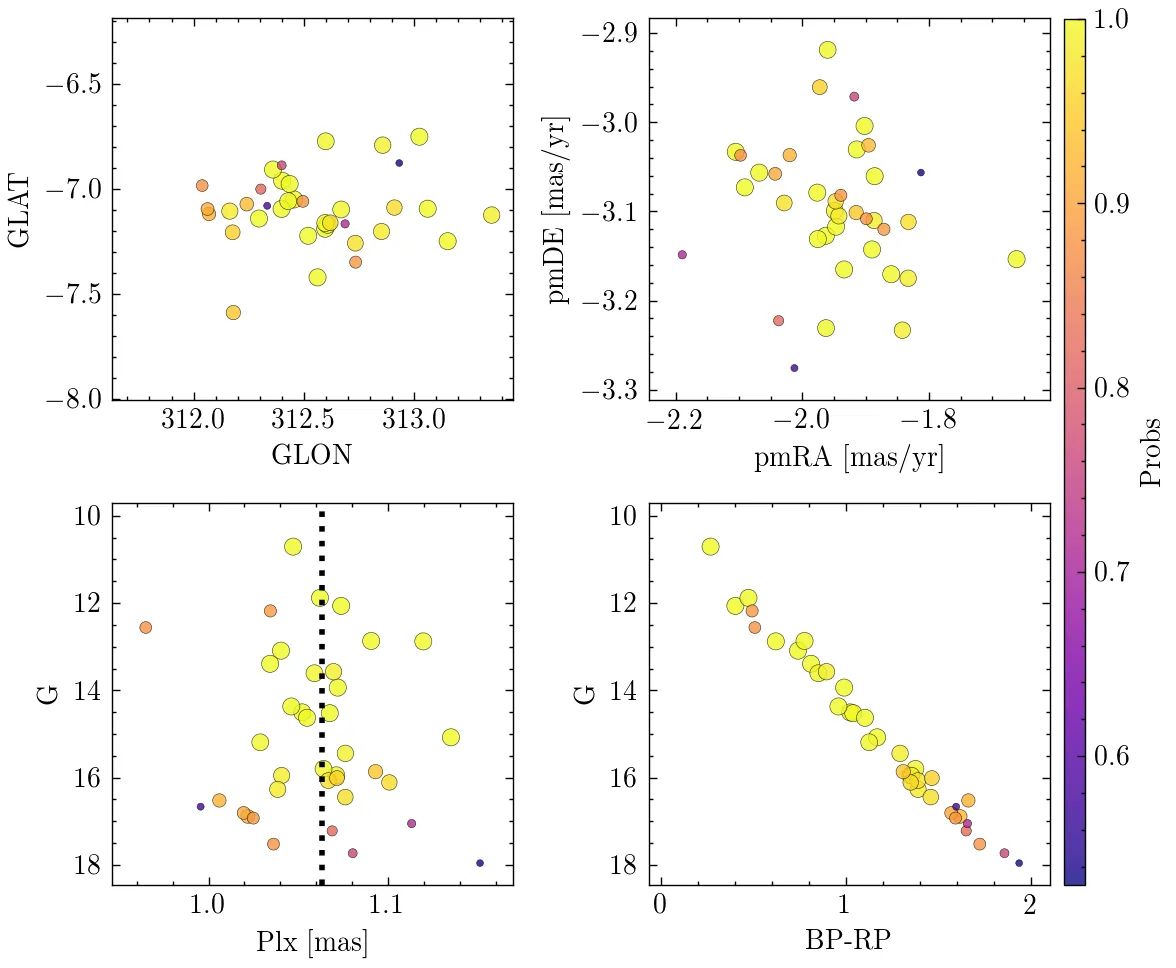 −6.5
−7.0
−7.5
−8.0
GLAT
312.0 312.5 313.0
GLON
−2.9
−3.0
−3.1
−3.2
−3.3
pmDE [mas/yr]
−2.2 −2.0 −1.8
pmRA [mas/yr]
10
12
14
16
18
G
1.0 1.1
Plx [mas]
10
12
14
16
18
G
0 1 2
BP-RP
1.0
0.9
0.8
0.7
0.6
Probs